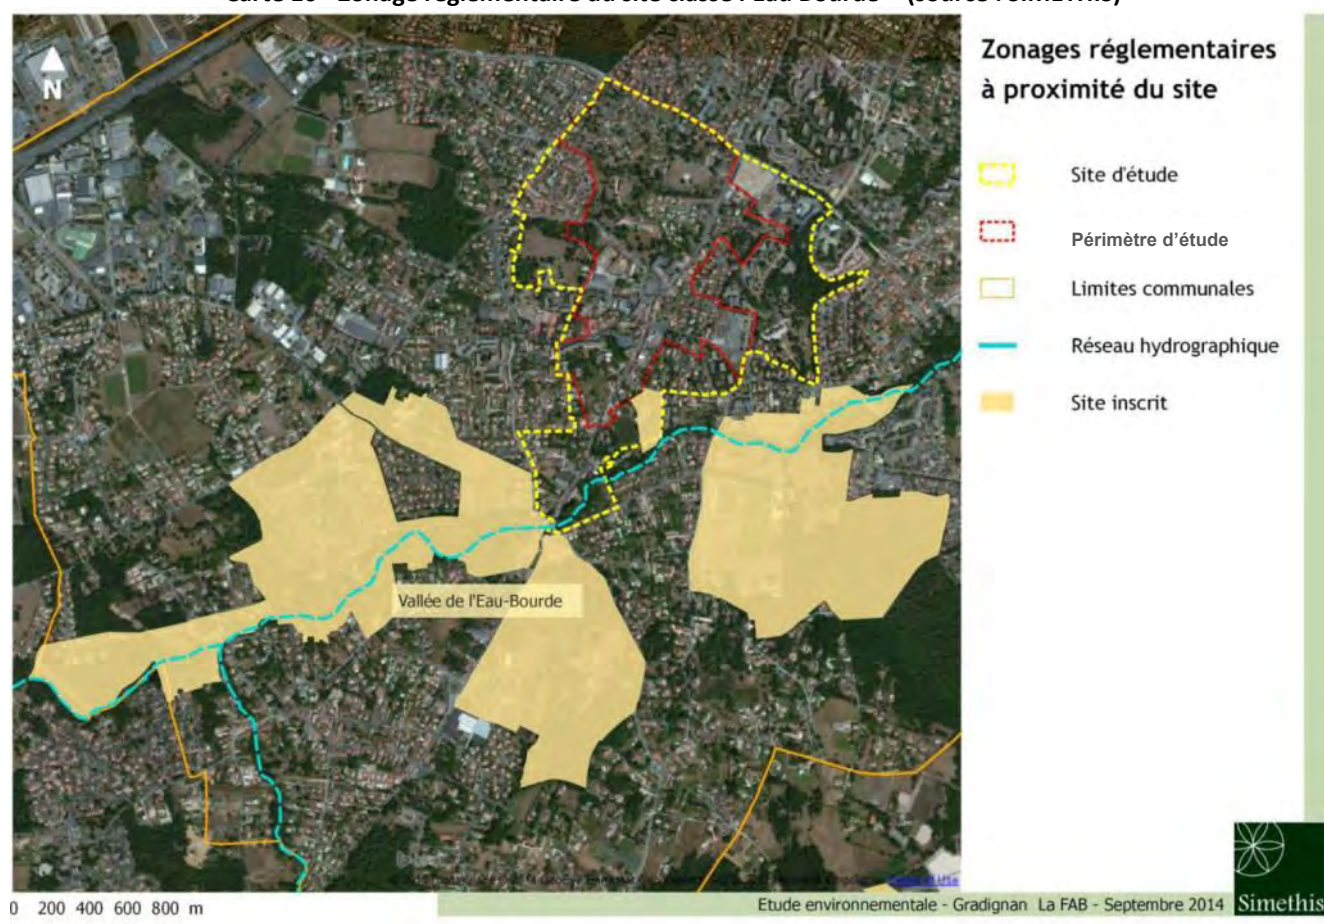 Zonages réglementaires
à proximité du site
N
Site d'étude
Périmètre d'étude
Limites communales
Réseau hydrographique
Site inscrit
Vallée de l'Eau-Bourde
0 200 400 600 800 m
Etude environnementale - Gradignan La FAB - Septembre 2014
Simethis